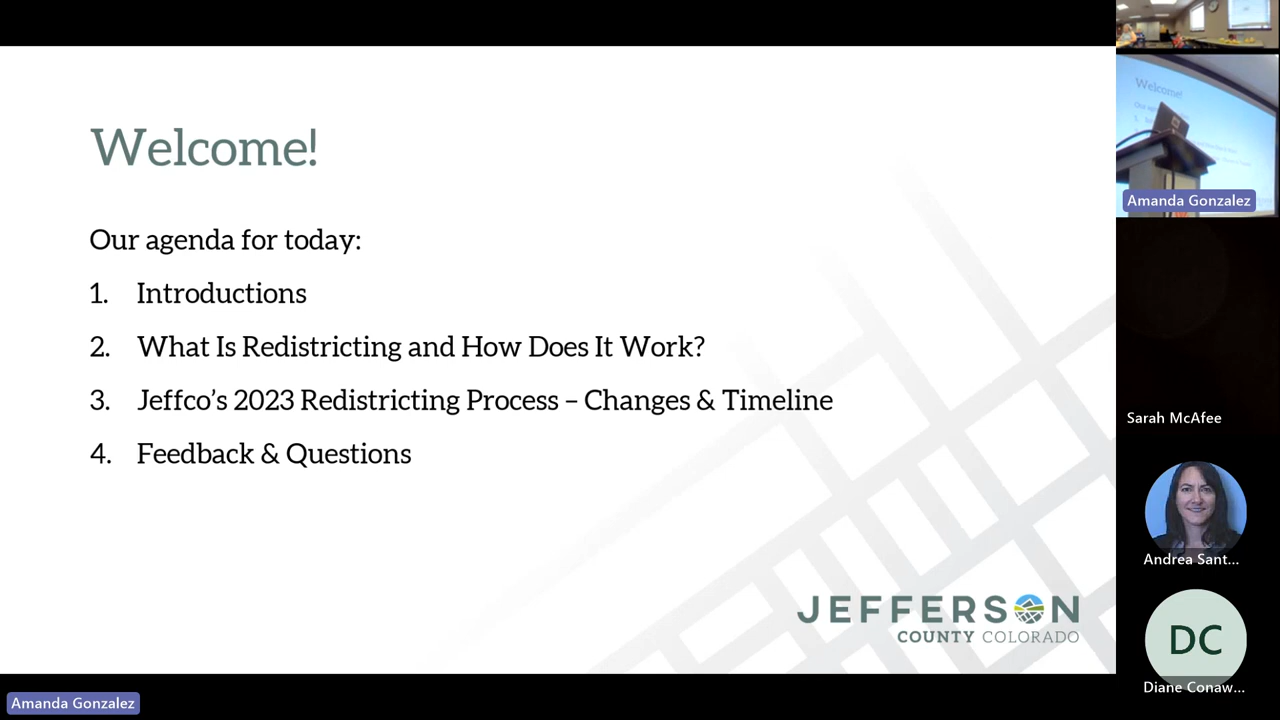 Welcome!
Our agenda for today:
1. Introductions
2. What Is Redistricting and How Does It Work?
3. Jeffco's 2023 Redistricting Process – Changes & Timeline
4. Feedback & Questions
JEFFERSON
COUNTY COLORADO
Amanda Gonzalez
Welcome!
Amanda Gonzalez
Sarah McAfee
Andrea Sant...
DC
Diane Conaw...